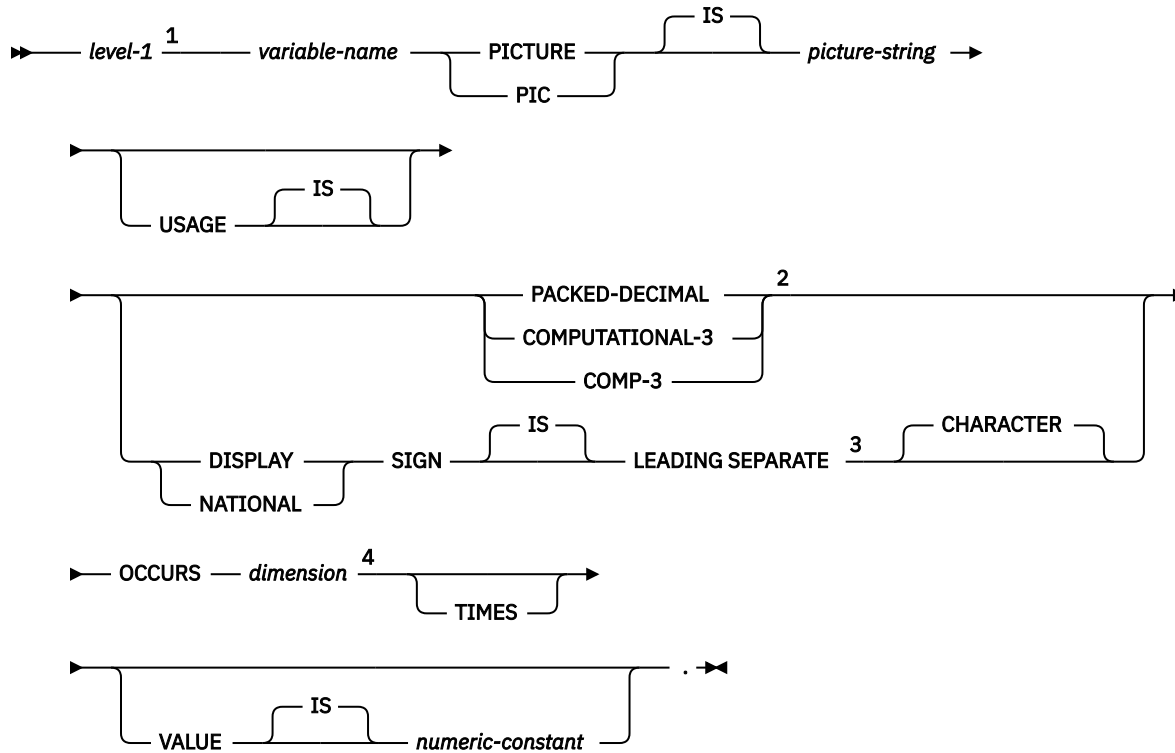 IS
level-1 1 variable-name PICTURE picture-string
PIC
IS
USAGE
2
PACKED-DECIMAL
COMPUTATIONAL-3
COMP-3
IS CHARACTER
DISPLAY SIGN LEADING SEPARATE 3
NATIONAL
OCCURS dimension 4
TIMES
.
IS
VALUE numeric-constant